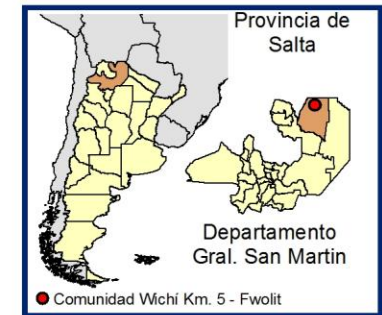 Provincia de
Salta
Departamento
Gral. San Martin
Comunidad Wichí Km. 5 - Fwolit